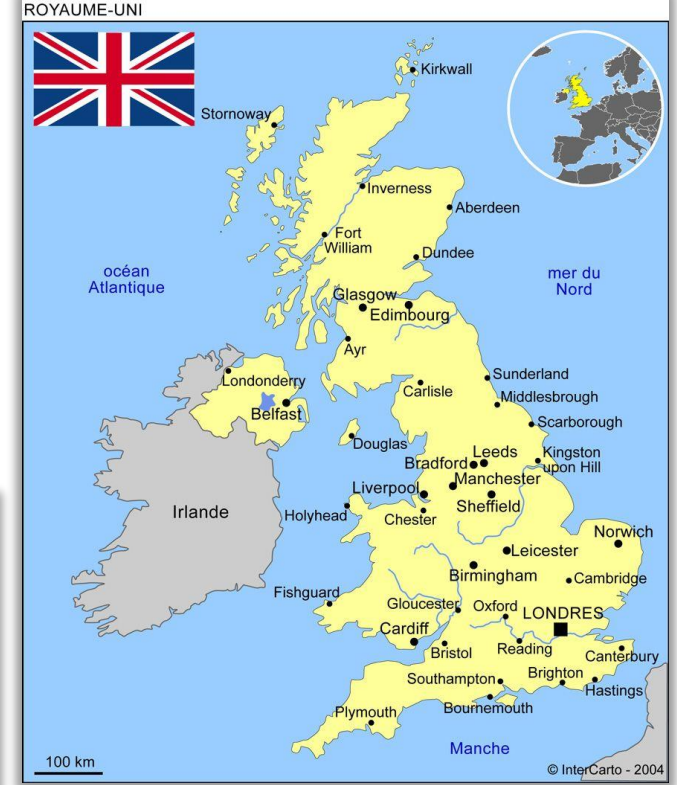 ROYAUME-UNI
Kirkwall
Stornoway
Inverness
Aberdeen
Fort
William
Dundee
océan
Atlantique
mer du
Nord
Glasgow
Edimbourg
Ayr
Sunderland
Londonderry
Carlisle
Middlesbrough
Belfast
Scarborough
Douglas
Leeds
Kingston
upon Hill
Bradford
Manchester
Liverpool
Sheffield
Irlande
Holyhead
Chester
Norwich
Leicester
Birmingham
Cambridge
Fishguard
Gloucester
Oxford
LONDRES
Cardiff
Bristol
Reading
Canterbury
Southampton
Brighton
Hastings
Bournemouth
Plymouth
Manche
100 km
© InterCarto - 2004